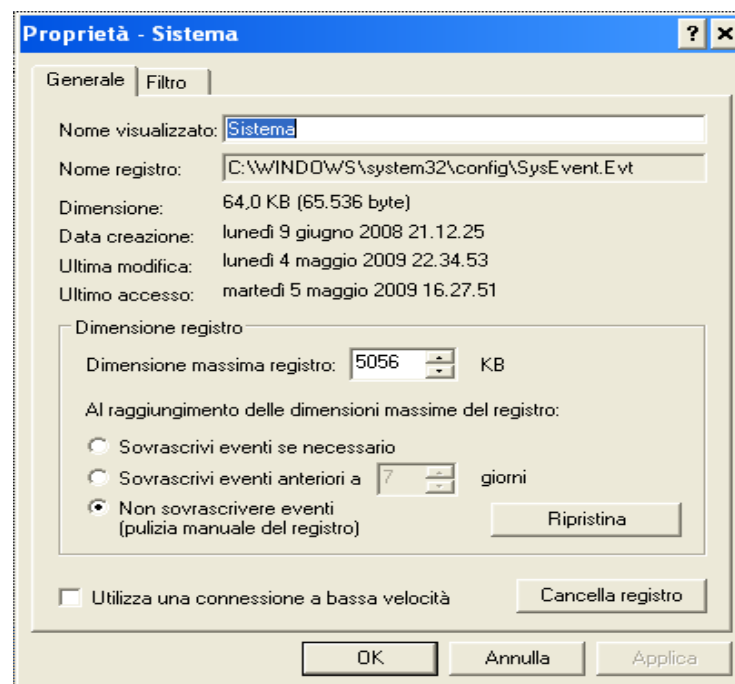 Proprietà - Sistema
Generale
Filtro
Nome visualizzato: Sistema
Nome registro: C:\WINDOWS\system32\config\SysEvent.Evt
Dimensione: 64,0 KB (65.536 byte)
Data creazione: lunedì 9 giugno 2008 21.12.25
Ultima modifica: lunedì 4 maggio 2009 22.34.53
Ultimo accesso: martedì 5 maggio 2009 16.27.51
Dimensione registro
Dimensione massima registro: 5056 KB
Al raggiungimento delle dimensioni massime del registro:
Sovrascrivi eventi se necessario
Sovrascrivi eventi anteriori a 7 giorni
Non sovrascrivere eventi
(pulizia manuale del registro)
Ripristina
Utilizza una connessione a bassa velocità
Cancella registro
OK
Annulla
Applica